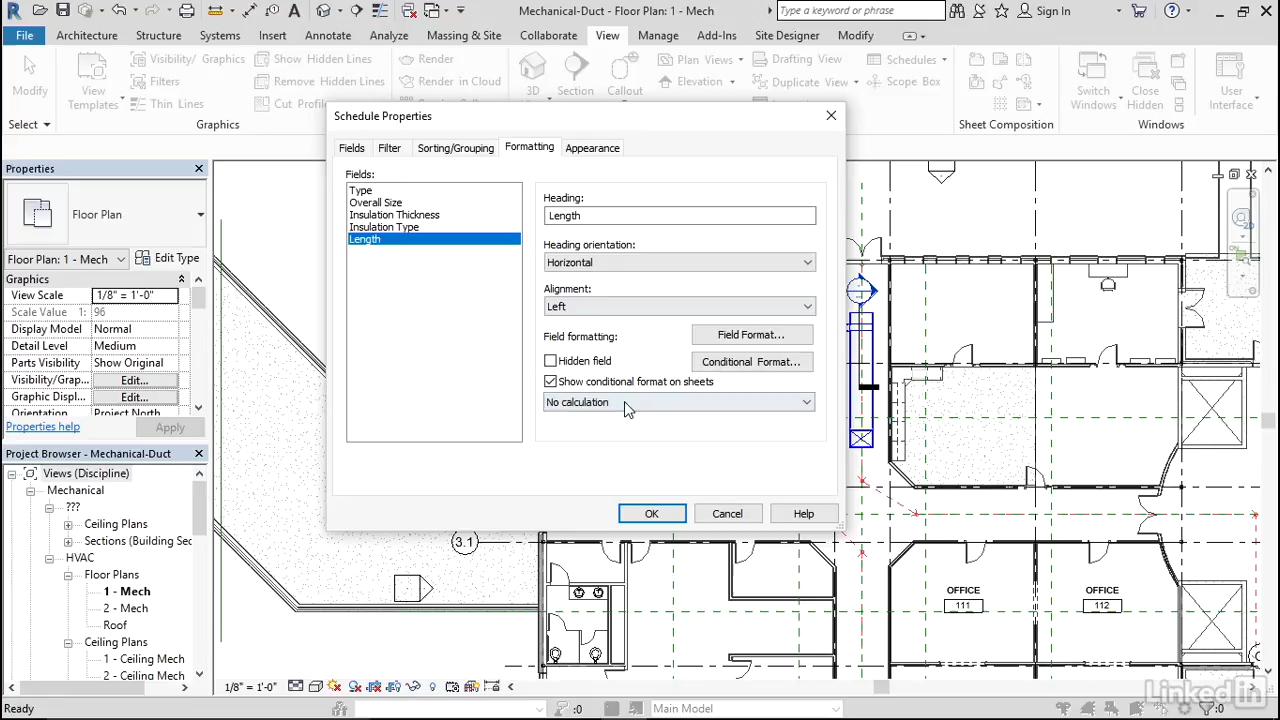 Mechanical-Duct - Floor Plan: 1 - Mech
Type a keyword or phrase
Sign In
File
Architecture
Structure
Systems
Insert
Annotate
Analyze
Massing & Site
Collaborate
View
Manage
Add-Ins
Site Designer
Modify
Modify
View Templates
Visibility/ Graphics
Filters
Thin Lines
Show Hidden Lines
Remove Hidden Lines
Cut
Render
Render in Cloud
3D
Section
Callout
Plan Views
Elevation
Drafting View
Duplicate View
Schedules
Scope Box
Switch Windows
Close Hidden
User Interface
Select
Graphics
Sheet Composition
Windows
Schedule Properties
Fields
Filter
Sorting/Grouping
Formatting
Appearance
Fields:
Type
Overall Size
Insulation Thickness
Insulation Type
Length
Heading:
Length
Heading orientation:
Horizontal
Alignment:
Left
Field formatting:
Field Format...
Hidden field
Conditional Format...
Show conditional format on sheets
No calculation
OK
Cancel
Help
Properties
Floor Plan
Floor Plan: 1 - Mech
Edit Type
Graphics
View Scale
1/8" = 1'-0"
Scale Value 1:
96
Display Model
Normal
Detail Level
Medium
Parts Visibility
Show Original
Visibility/Grap...
Edit...
Graphic Displ...
Edit...
Orientation
Project North
Properties help
Apply
Project Browser - Mechanical-Duct
Views (Discipline)
Mechanical
???
Ceiling Plans
Sections (Building Sec
HVAC
Floor Plans
1 - Mech
2 - Mech
Roof
Ceiling Plans
1 - Ceiling Mech
2 - Ceiling Mech
3.1
OFFICE
111
OFFICE
112
1/8" = 1'-0"
Ready
:0
Main Model
:0
LinkedIn